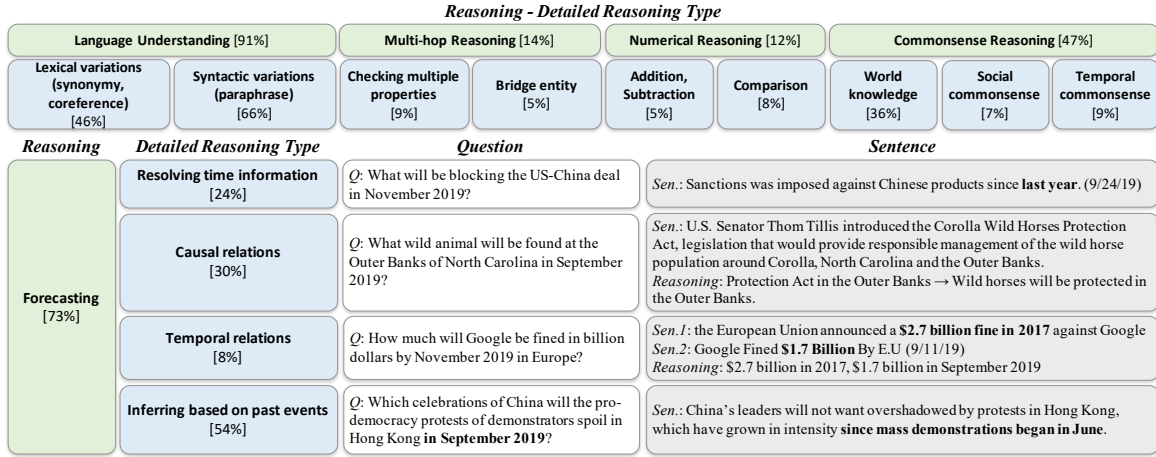 Reasoning - Detailed Reasoning Type
Language Understanding [91%]
Multi-hop Reasoning [14%]
Numerical Reasoning [12%]
Commonsense Reasoning [47%]
Lexical variations
(synonymy,
coreference)
[46%]
Syntactic variations
(paraphrase)
[66%]
Checking multiple
properties
[9%]
Bridge entity
[5%]
Addition,
Subtraction
[5%]
Comparison
[8%]
World
knowledge
[36%]
Social
commonsense
[7%]
Temporal
commonsense
[9%]
Reasoning
Detailed Reasoning Type
Question
Sentence
Forecasting
[73%]
Resolving time information
[24%]
Q: What will be blocking the US-China deal
in November 2019?
Sen.: Sanctions was imposed against Chinese products since last year. (9/24/19)
Causal relations
[30%]
Q: What wild animal will be found at the
Outer Banks of North Carolina in September
2019?
Sen.: U.S. Senator Thom Tillis introduced the Corolla Wild Horses Protection
Act, legislation that would provide responsible management of the wild horse
population around Corolla, North Carolina and the Outer Banks.
Reasoning: Protection Act in the Outer Banks → Wild horses will be protected in
the Outer Banks.
Temporal relations
[8%]
Q: How much will Google be fined in billion
dollars by November 2019 in Europe?
Sen.1: the European Union announced a $2.7 billion fine in 2017 against Google
Sen.2: Google Fined $1.7 Billion By E.U (9/11/19)
Reasoning: $2.7 billion in 2017, $1.7 billion in September 2019
Inferring based on past events
[54%]
Q: Which celebrations of China will the pro-
democracy protests of demonstrators spoil in
Hong Kong in September 2019?
Sen.: China's leaders will not want overshadowed by protests in Hong Kong,
which have grown in intensity since mass demonstrations began in June.